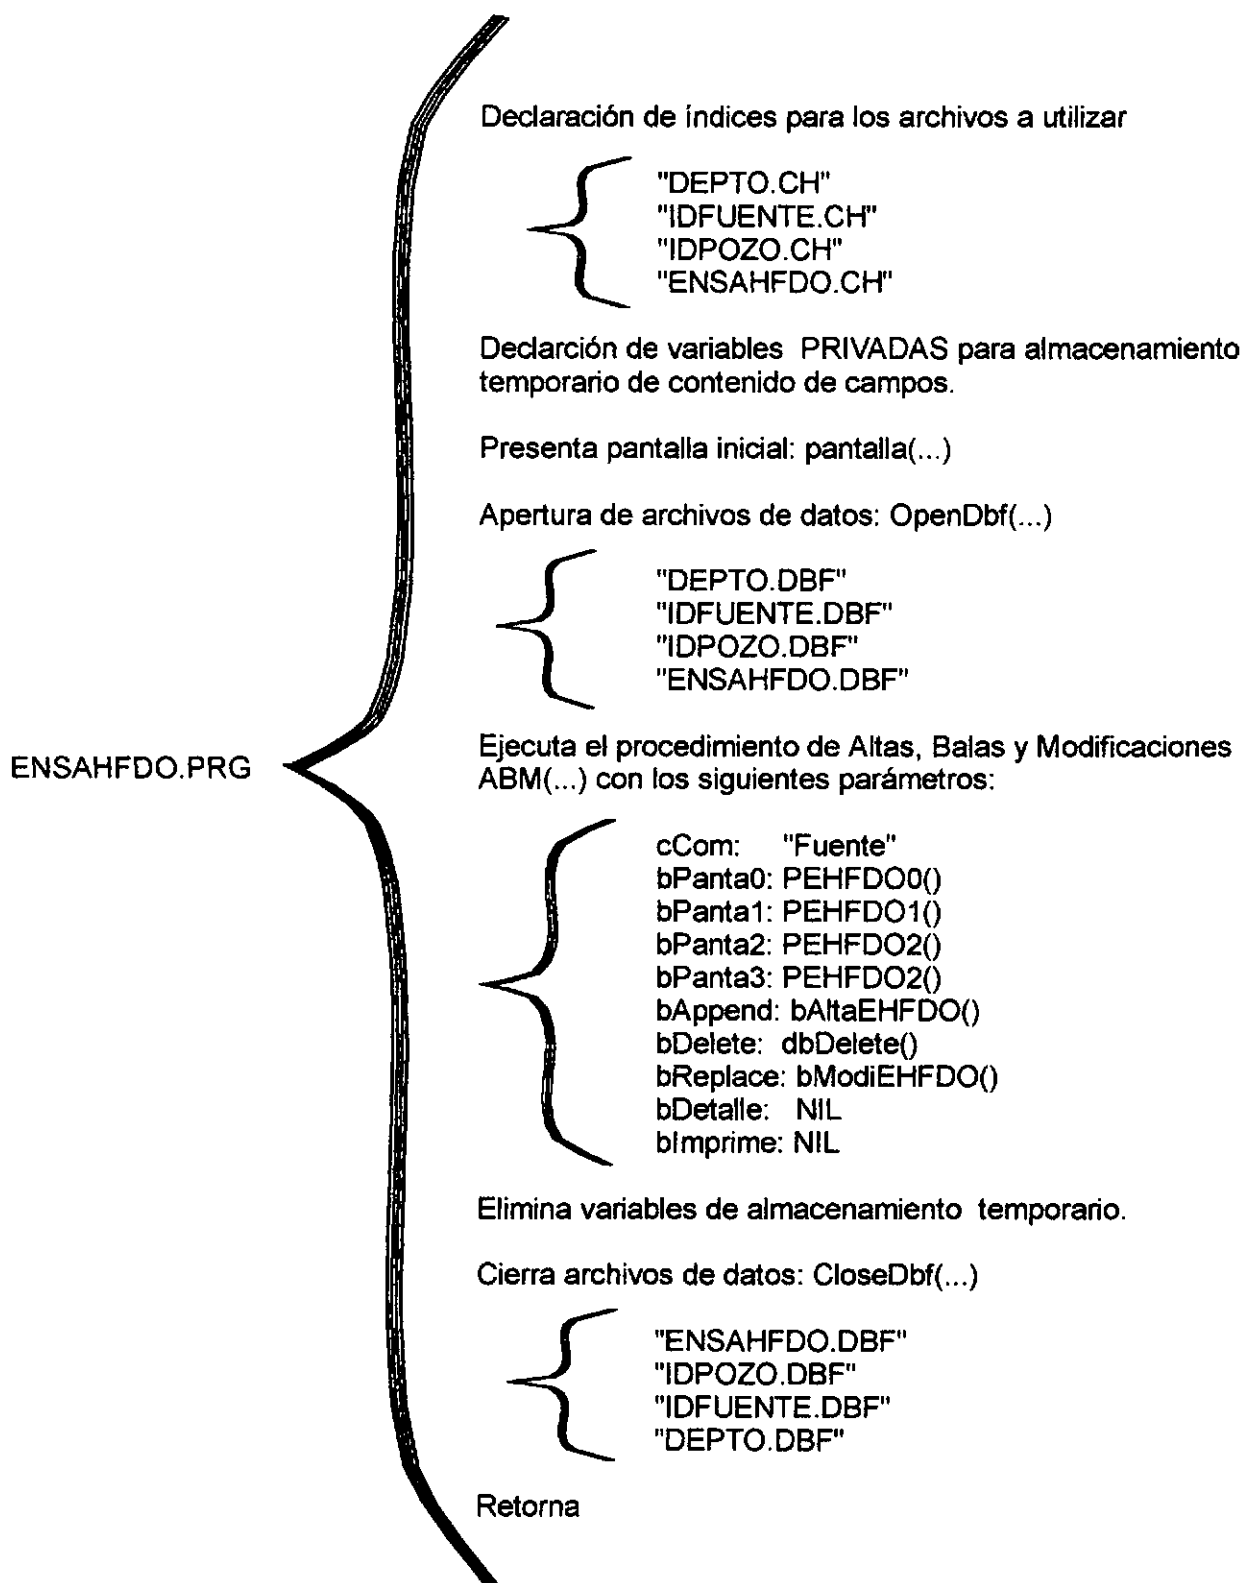 Declaración de índices para los archivos a utilizar
"DEPTO.CH"
"IDFUENTE.CH"
"IDPOZO.CH"
"ENSAHFDO.CH"
Declarción de variables PRIVADAS para almacenamiento
temporario de contenido de campos.
Presenta pantalla inicial: pantalla(...)
Apertura de archivos de datos: OpenDbf(...)
"DEPTO.DBF"
"IDFUENTE.DBF"
"IDPOZO.DBF"
"ENSAHFDO.DBF"
ENSAHFDO.PRG
Ejecuta el procedimiento de Altas, Balas y Modificaciones
ABM(...) con los siguientes parámetros:
cCom: "Fuente"
bPanta0: PEHFDO0()
bPanta1: PEHFDO1()
bPanta2: PEHFDO2()
bPanta3: PEHFDO2()
bAppend: bAltaEHFDO()
bDelete: dbDelete()
bReplace: bModiEHFDO()
bDetalle: NIL
bImprime: NIL
Elimina variables de almacenamiento temporario.
Cierra archivos de datos: CloseDbf(...)
"ENSAHFDO.DBF"
"IDPOZO.DBF"
"IDFUENTE.DBF"
"DEPTO.DBF"
Retorna